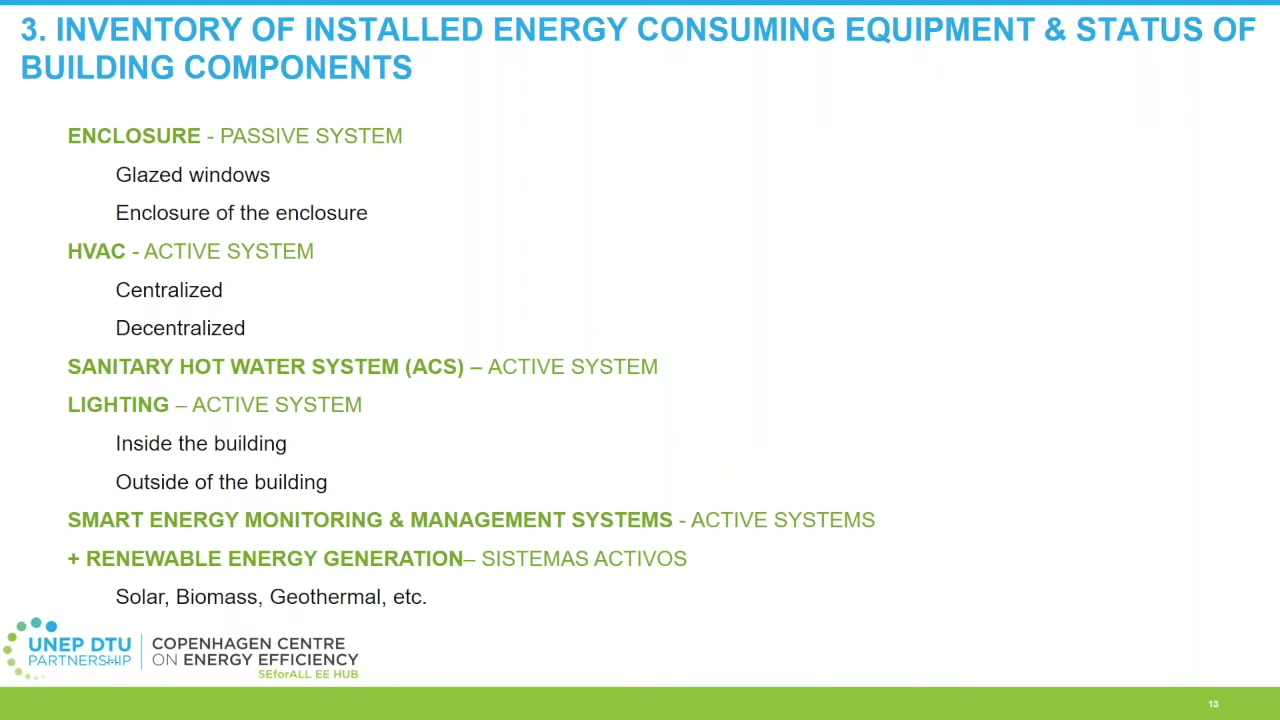 3. INVENTORY OF INSTALLED ENERGY CONSUMING EQUIPMENT & STATUS OF
BUILDING COMPONENTS
ENCLOSURE - PASSIVE SYSTEM
Glazed windows
Enclosure of the enclosure
HVAC - ACTIVE SYSTEM
Centralized
Decentralized
SANITARY HOT WATER SYSTEM (ACS) – ACTIVE SYSTEM
LIGHTING – ACTIVE SYSTEM
Inside the building
Outside of the building
SMART ENERGY MONITORING & MANAGEMENT SYSTEMS - ACTIVE SYSTEMS
+ RENEWABLE ENERGY GENERATION– SISTEMAS ACTIVOS
Solar, Biomass, Geothermal, etc.
UNEP DTU
PARTNERSHIP
COPENHAGEN CENTRE
ON ENERGY EFFICIENCY
SEforALL EE HUB
13